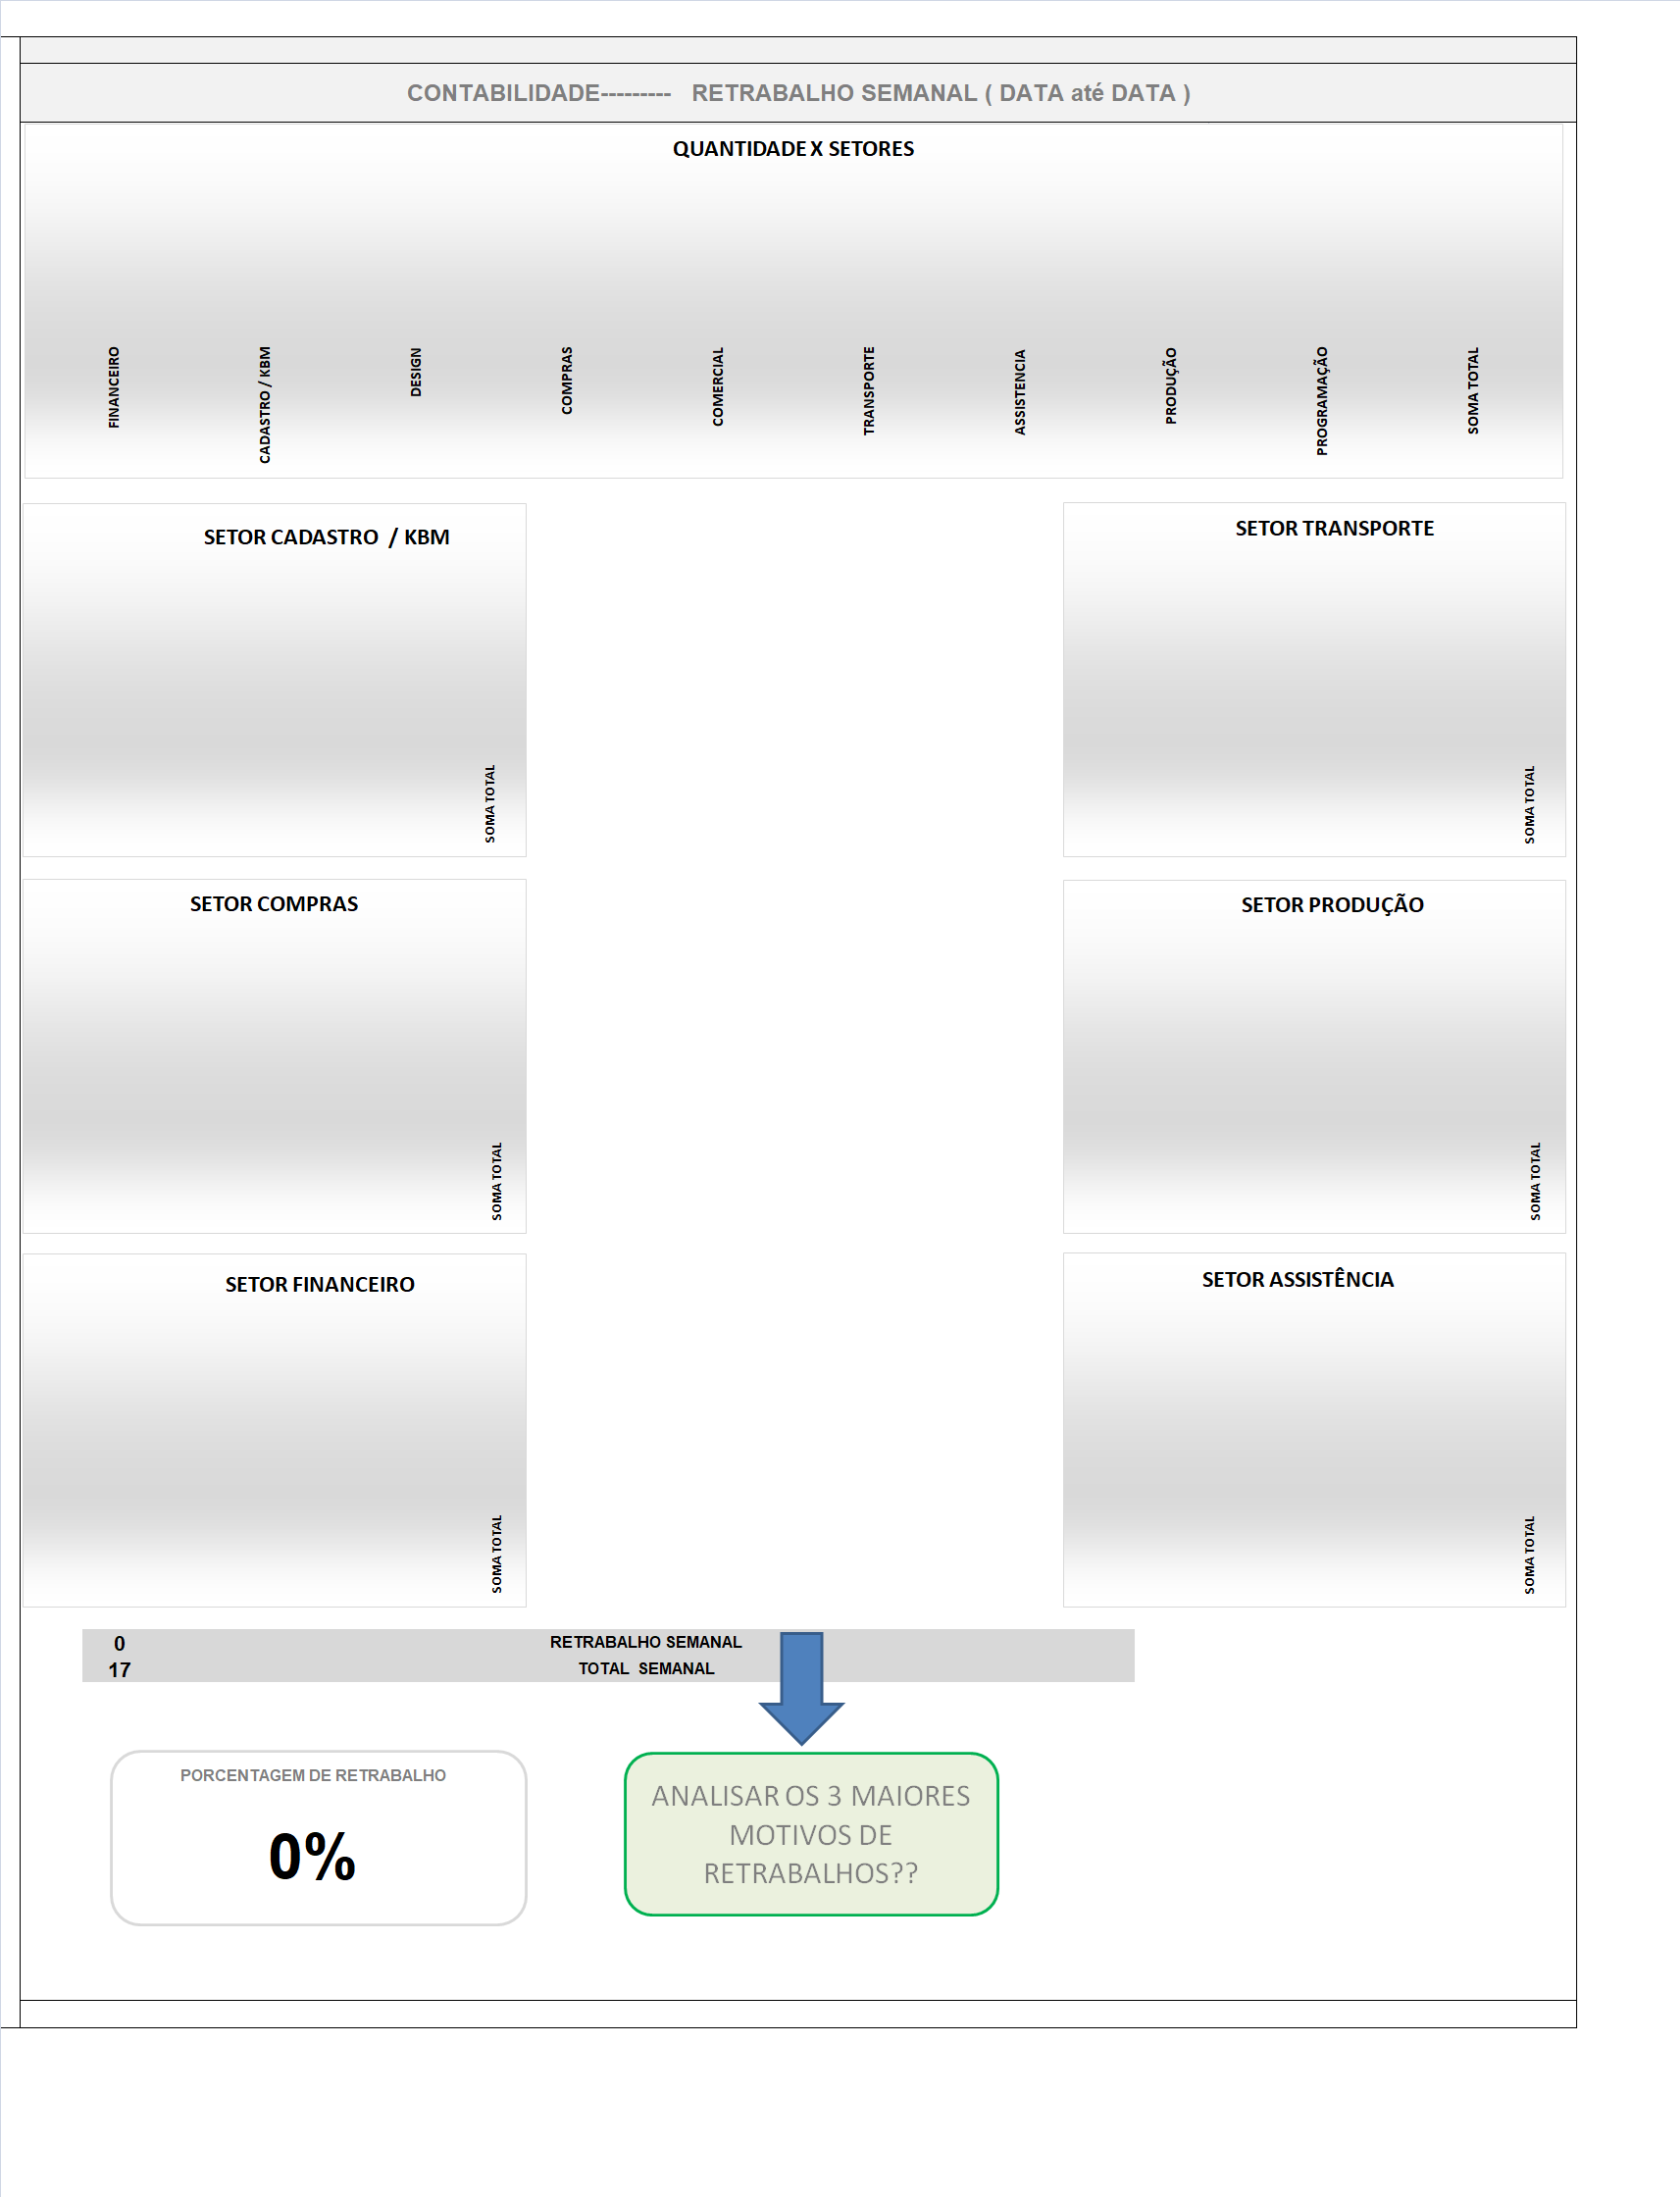 CONTABILIDADE--------- RETRABALHO SEMANAL ( DATA até DATA )
QUANTIDADE X SETORES
FINANCEIRO
CADASTRO / KBM
DESIGN
COMPRAS
COMERCIAL
TRANSPORTE
ASSISTENCIA
PRODUÇÃO
PROGRAMAÇÃO
SOMA TOTAL
SETOR CADASTRO / KBM
SOMA TOTAL
SETOR TRANSPORTE
SOMA TOTAL
SETOR COMPRAS
SOMA TOTAL
SETOR PRODUÇÃO
SOMA TOTAL
SETOR FINANCEIRO
SOMA TOTAL
SETOR ASSISTÊNCIA
SOMA TOTAL
0 RETRABALHO SEMANAL
17 TOTAL SEMANAL
PORCENTAGEM DE RETRABALHO
0%
ANALISAR OS 3 MAIORES
MOTIVOS DE
RETRABALHOS??